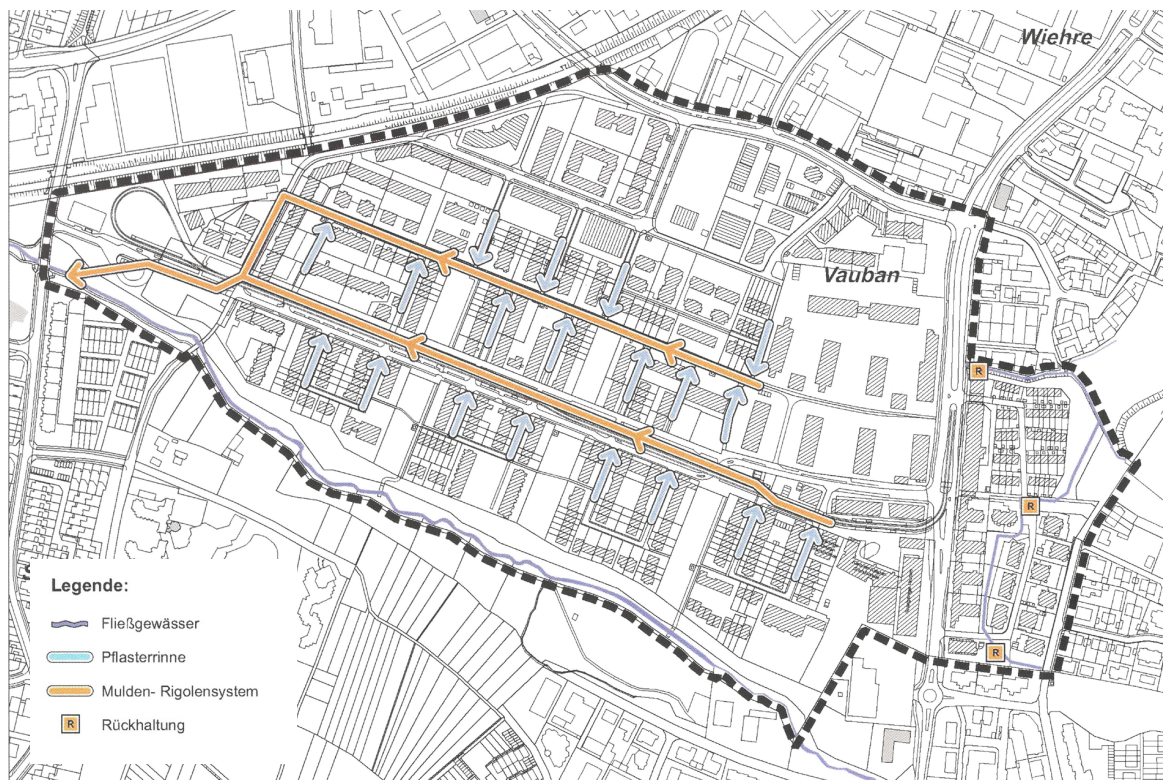 Wiehre
Vauban
R
R
R
Legende:
Fließgewässer
Pflasterrinne
Mulden- Rigolensystem
R
Rückhaltung